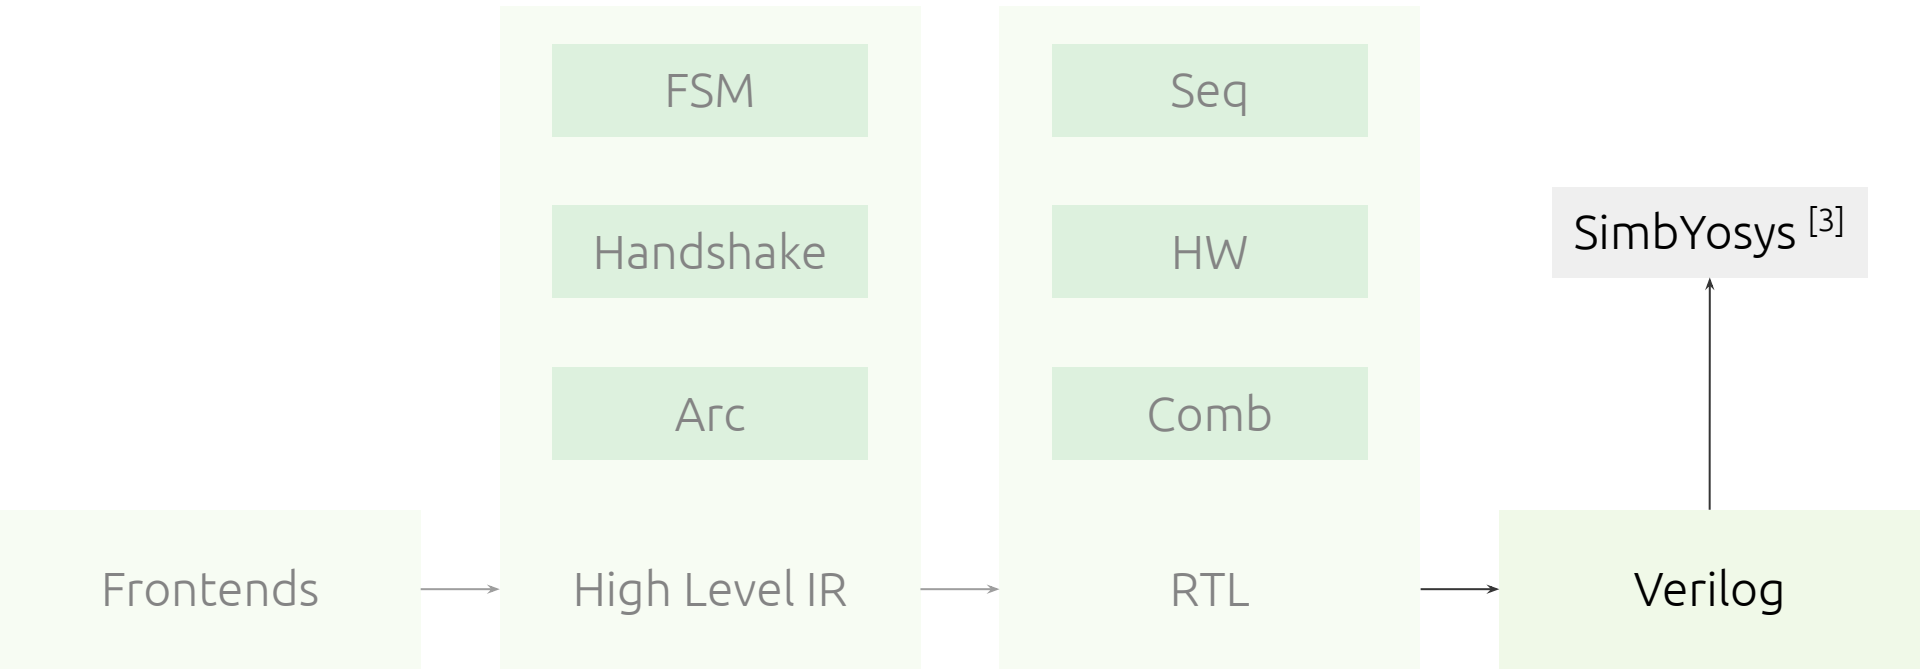 FSM
Handshake
Arc
Seq
HW
Comb
SimbYosys [3]
Frontends
High Level IR
RTL
Verilog